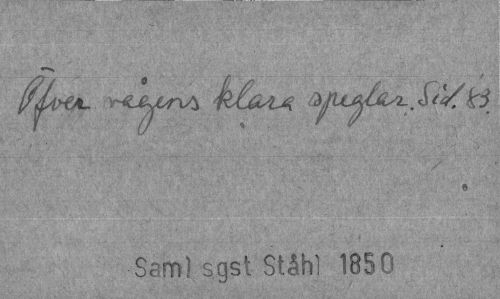 Öfver vågens klara speglar. Sid. 83.
Saml sgst Ståhl 1850